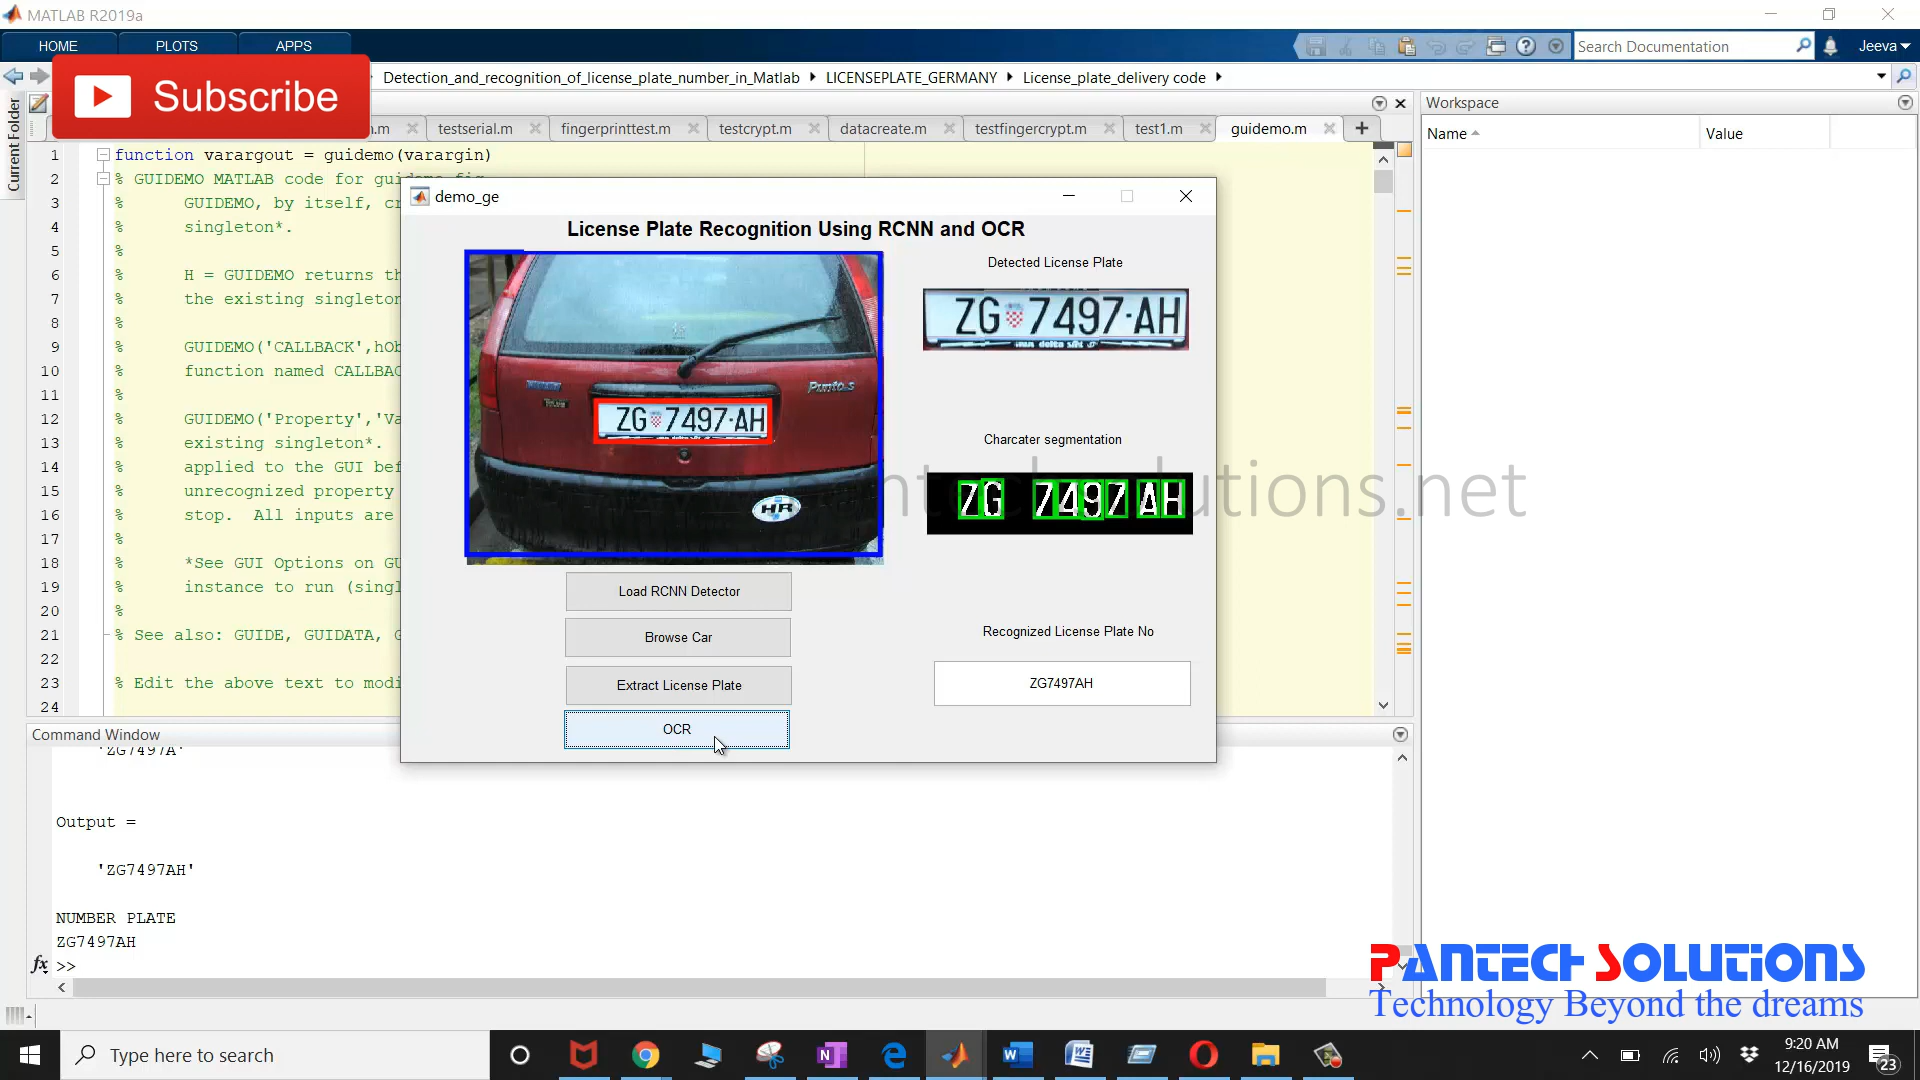 MATLAB R2019a
HOME
PLOTS
APPS
Search Documentation
Jeeva
Subscribe
Detection_and_recognition_of_license_plate_number_in_Matlab
LICENSEPLATE_GERMANY
License_plate_delivery code
Current Folder
n.m
testserial.m
fingerprinttest.m
testcrypt.m
datacreate.m
testfingercrypt.m
test1.m
guidemo.m
Workspace
Name
Value
1 function varargout = guidemo(varargin)
2 % GUIDEMO MATLAB code for guidemo.fig
3 % GUIDEMO, by itself, cr
4 % singleton*.
5 %
6 % H = GUIDEMO returns th
7 % the existing singleton
8 %
9 % GUIDEMO('CALLBACK',hOb
10 % function named CALLBAC
11 %
12 % GUIDEMO('Property','Va
13 % existing singleton*.
14 % applied to the GUI bef
15 % unrecognized property
16 % stop. All inputs are
17 %
18 % *See GUI Options on GU
19 % instance to run (singl
20 %
21 % See also: GUIDE, GUIDATA, G
22
23 % Edit the above text to modi
24
demo_ge
License Plate Recognition Using RCNN and OCR
Punto s
ZG 7497-AH
HR
Detected License Plate
ZG 7497-AH
Charcater segmentation
ZG 7497 AH
Load RCNN Detector
Browse Car
Extract License Plate
OCR
Recognized License Plate No
ZG7497AH
ntech solutions.net
Command Window
'ZG7497A'
Output =
'ZG7497AH'
NUMBER PLATE
ZG7497AH
fx >>
PANTECH SOLUTIONS
Technology Beyond the dreams
Type here to search
9:20 AM
12/16/2019
23